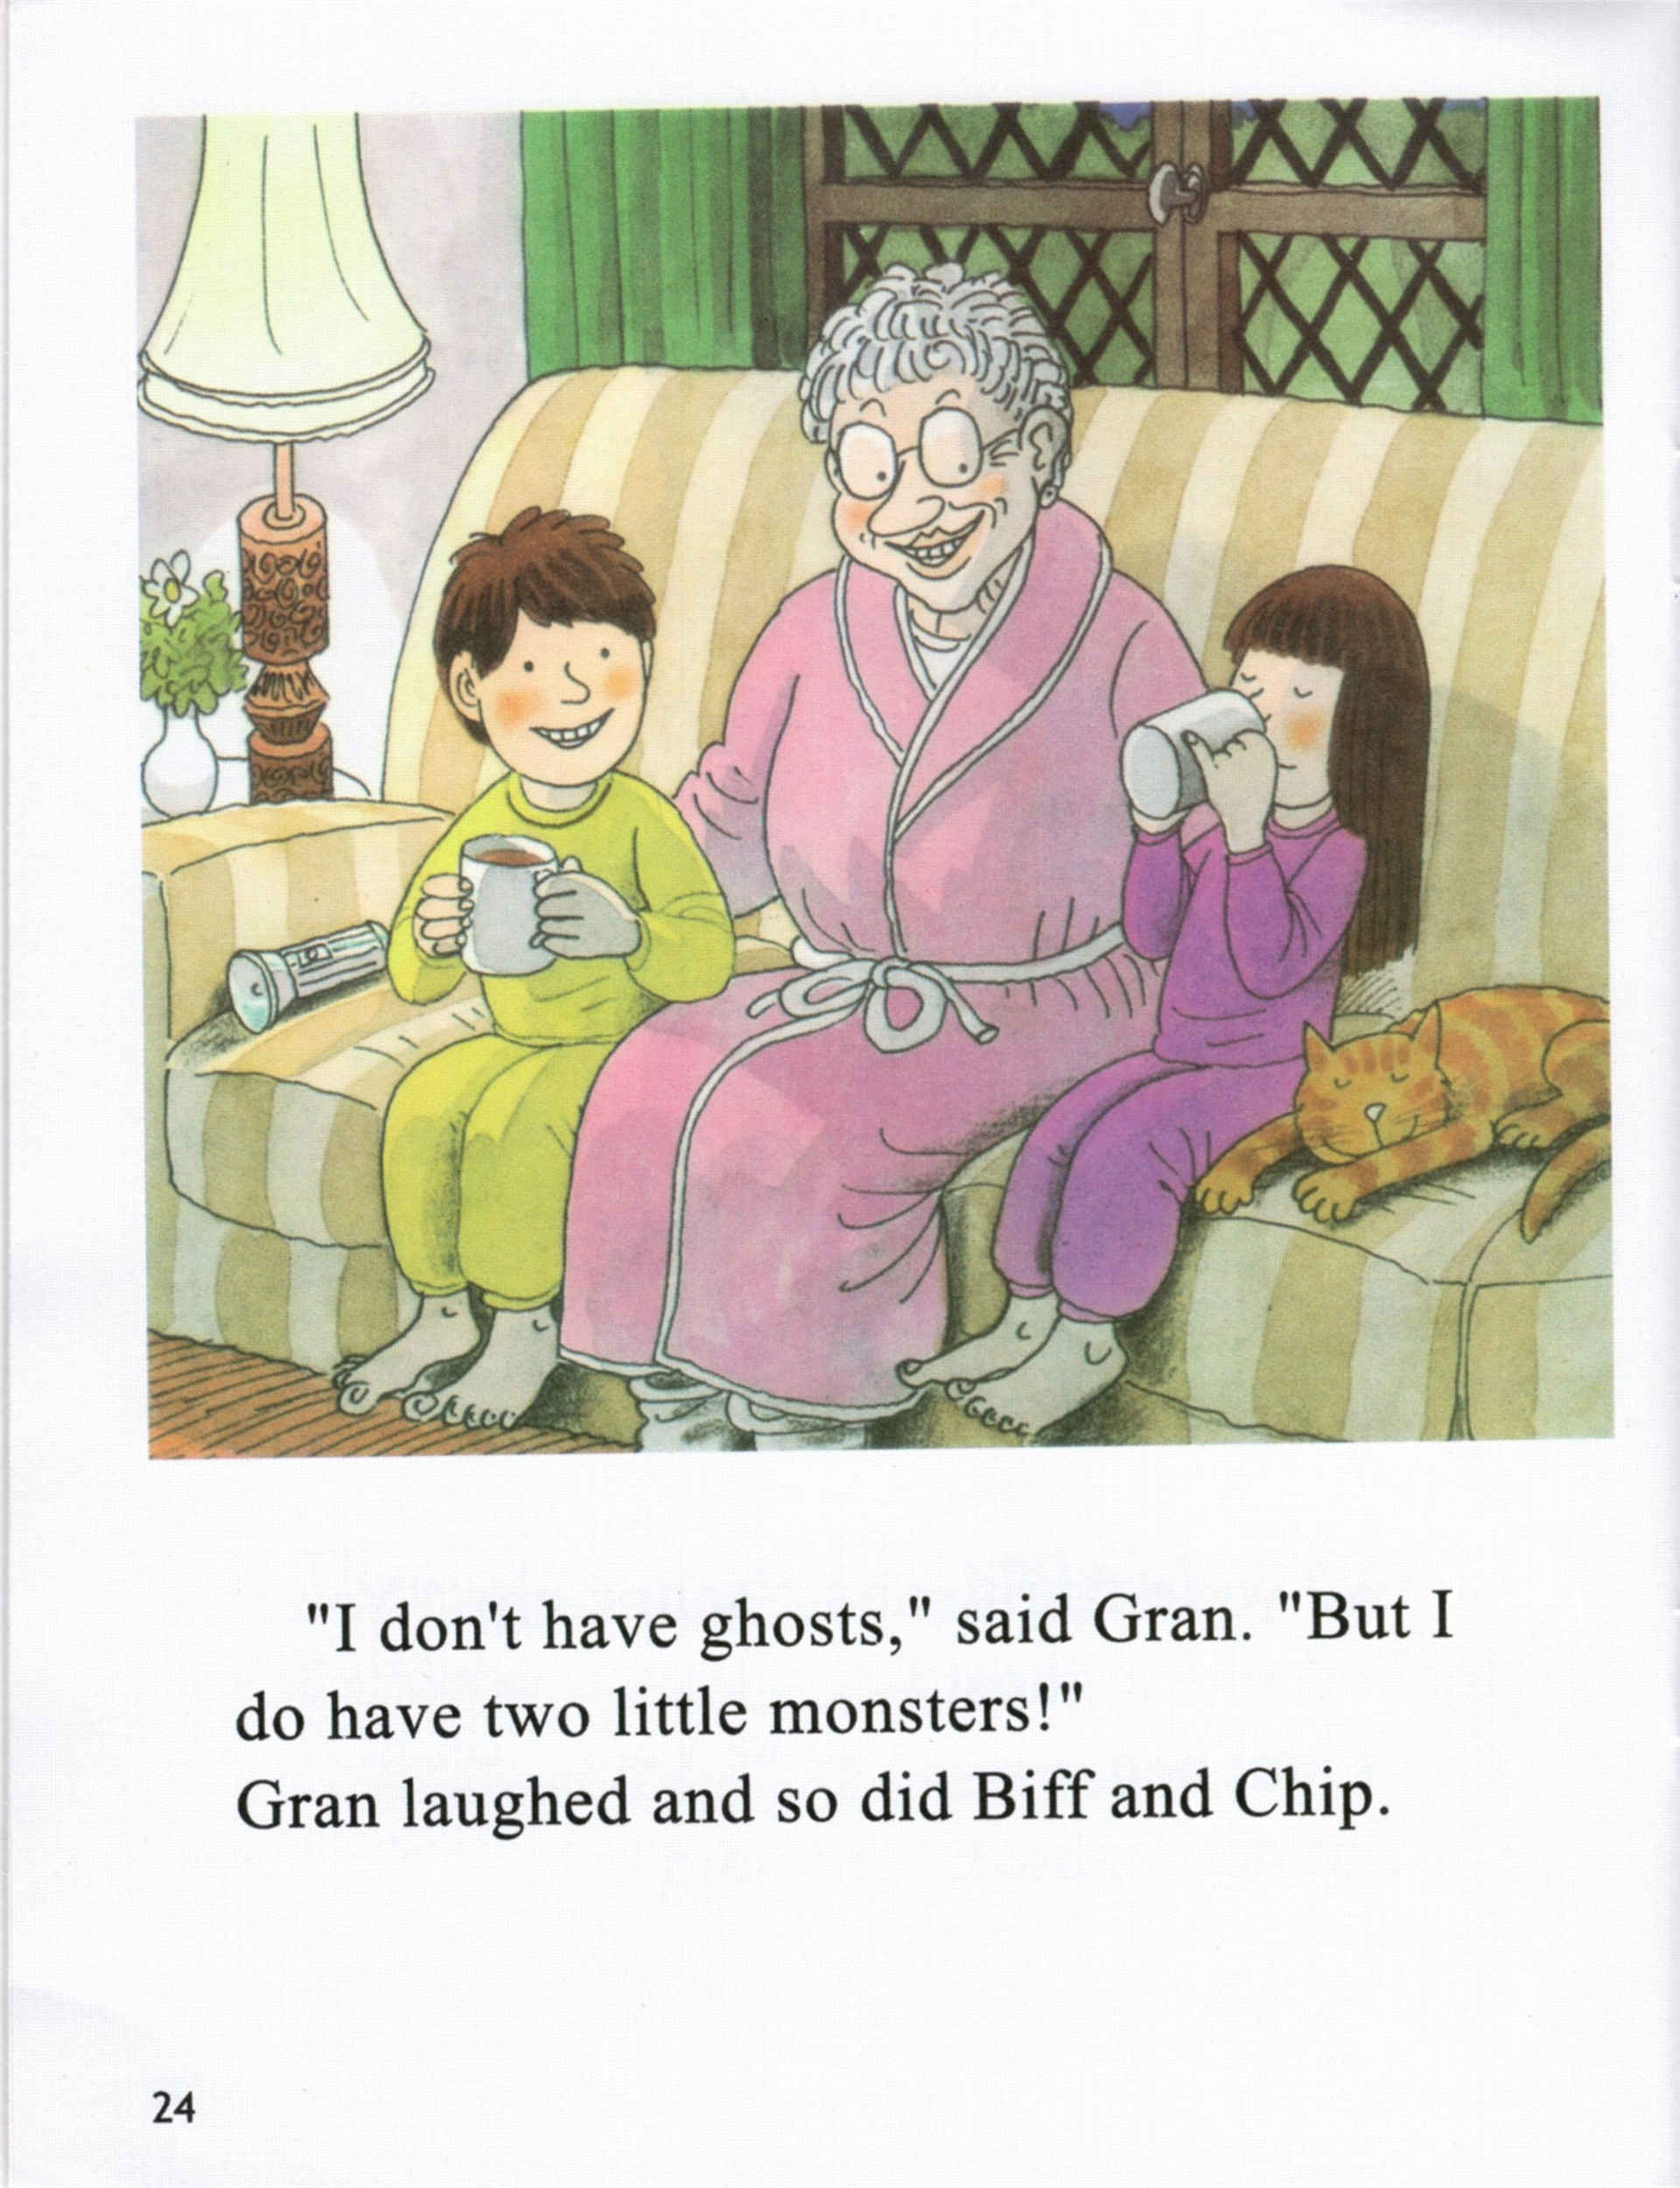 "I don't have ghosts," said Gran. "But I
do have two little monsters!"
Gran laughed and so did Biff and Chip.
24